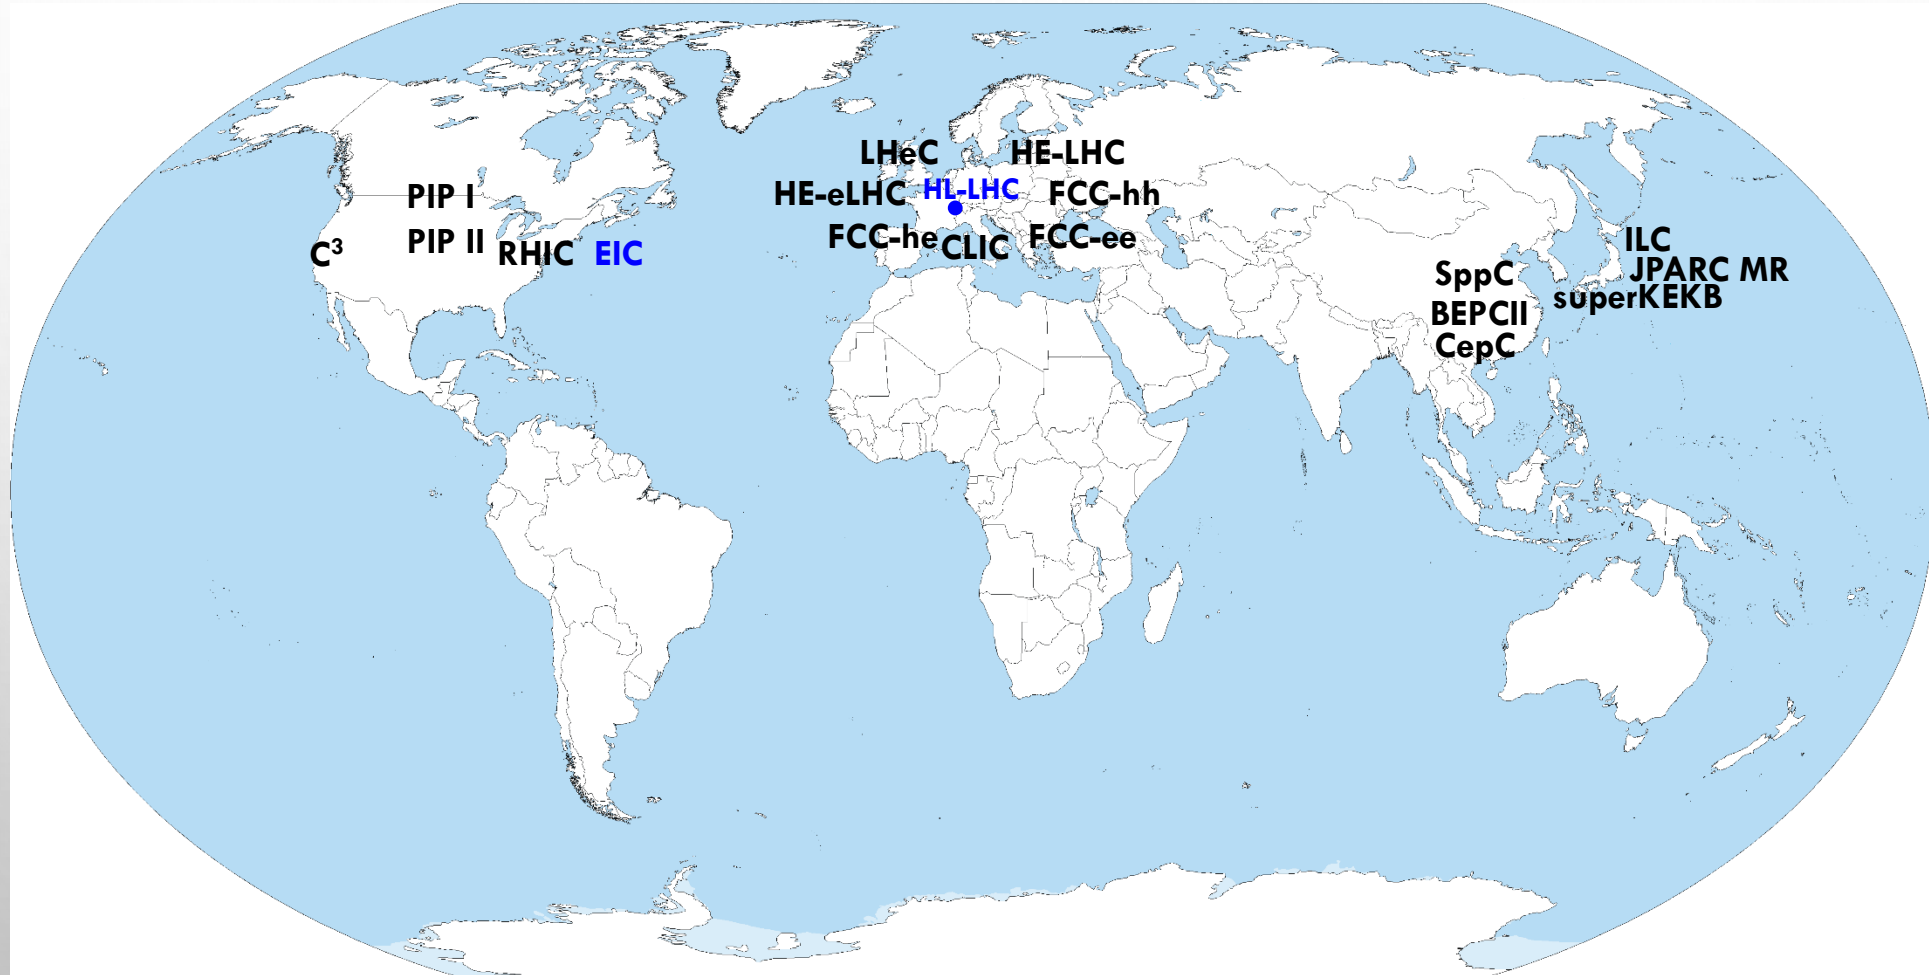 PIP I
PIP II
C³
RHIC
EIC
LHeC
HE-LHC
HE-eLHC
HL-LHC
FCC-hh
FCC-he
CLIC
FCC-ee
ILC
JPARC MR
superKEKB
SppC
BEPCII
CepC